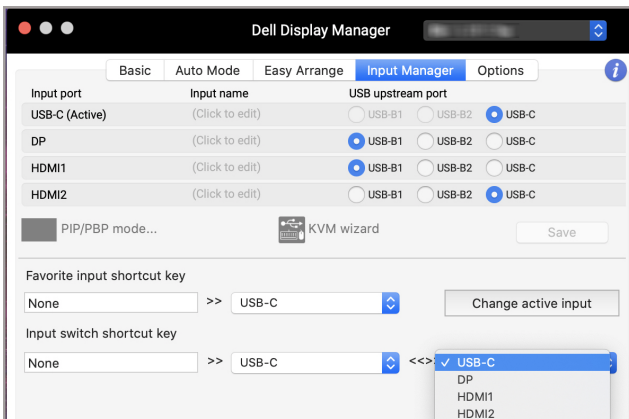 Dell Display Manager
Basic Auto Mode Easy Arrange Input Manager Options i
Input port Input name USB upstream port
USB-C (Active) (Click to edit) USB-B1 USB-B2 USB-C
DP (Click to edit) USB-B1 USB-B2 USB-C
HDMI1 (Click to edit) USB-B1 USB-B2 USB-C
HDMI2 (Click to edit) USB-B1 USB-B2 USB-C
PIP/PBP mode... KVM wizard Save
Favorite input shortcut key
None >> USB-C Change active input
Input switch shortcut key
None >> USB-C <<>> ✓ USB-C
DP
HDMI1
HDMI2